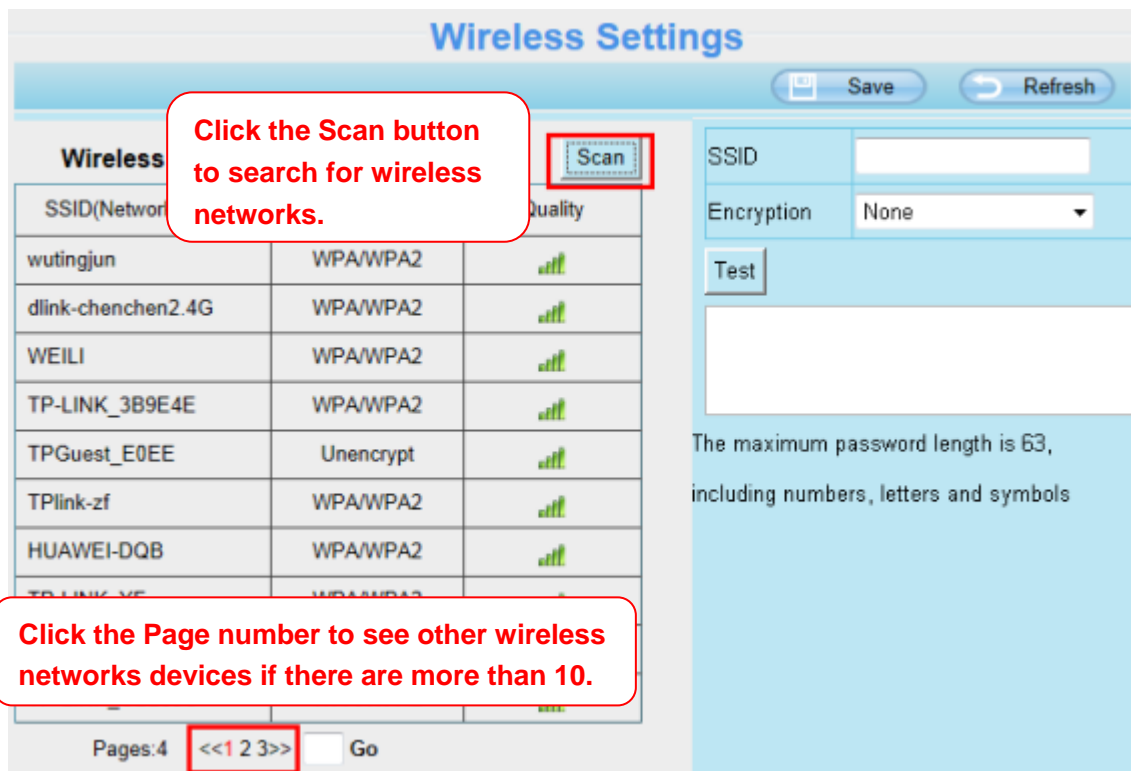 Wireless Settings
Save Refresh
Click the Scan button
to search for wireless
networks.
Wireless Scan
SSID(Networ Quality
wutingjun WPA/WPA2
dlink-chenchen2.4G WPA/WPA2
WEILI WPA/WPA2
TP-LINK_3B9E4E WPA/WPA2
TPGuest_E0EE Unencrypt
TPlink-zf WPA/WPA2
HUAWEI-DQB WPA/WPA2
Click the Page number to see other wireless
networks devices if there are more than 10.
Pages:4 <<1 2 3>> Go
SSID
Encryption None
Test
The maximum password length is 63,
including numbers, letters and symbols